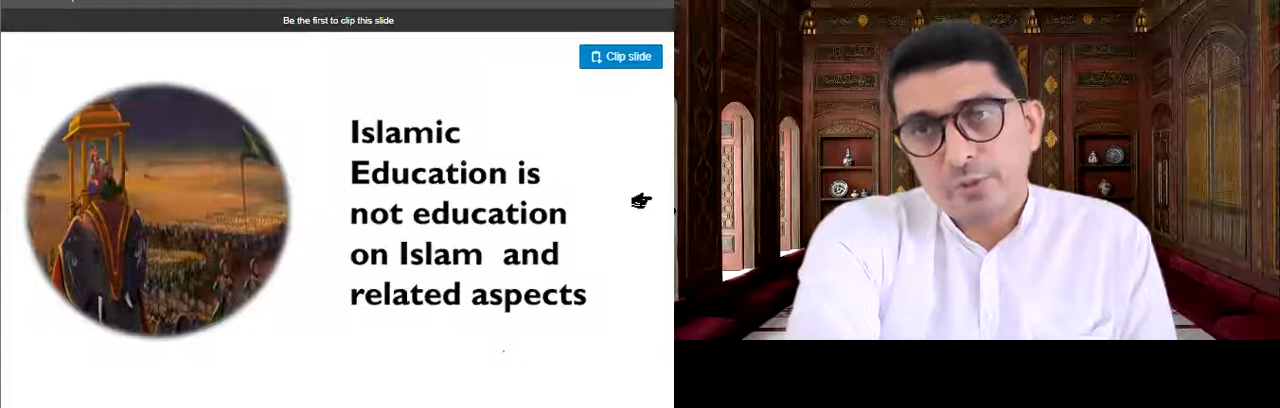 Be the first to clip this slide
Clip slide
Islamic
Education is
not education
on Islam and
related aspects